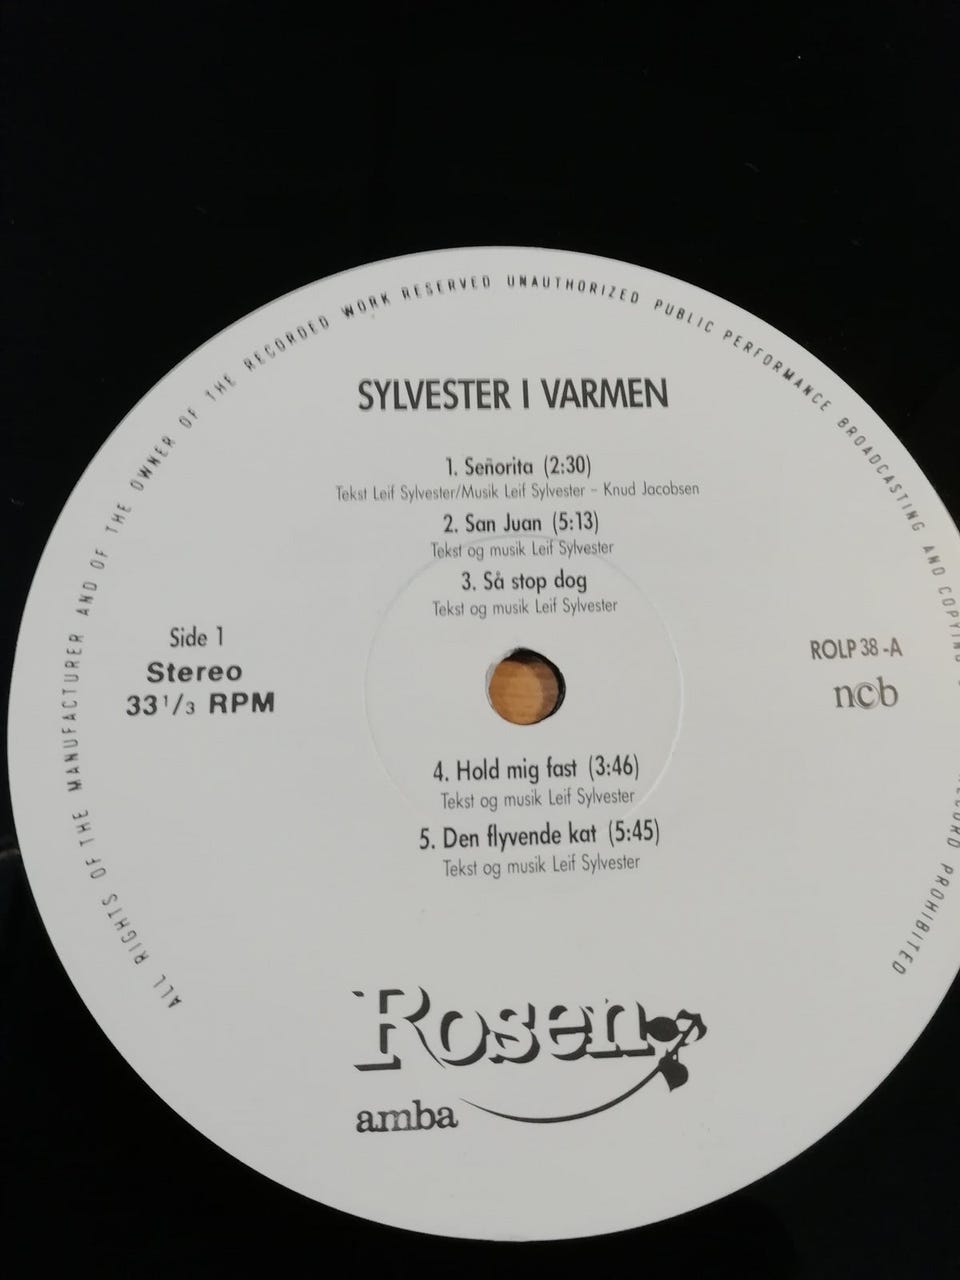 ALL RIGHTS OF THE MANUFACTURER AND OF THE OWNER OF THE RECORDED WORK RESERVED UNAUTHORIZED PUBLIC PERFORMANCE BROADCASTING AND COPYING RECORD PROHIBITED
SYLVESTER I VARMEN
1. Señorita (2:30)
Tekst Leif Sylvester/Musik Leif Sylvester – Knud Jacobsen
2. San Juan (5:13)
Tekst og musik Leif Sylvester
3. Så stop dog
Tekst og musik Leif Sylvester
Side 1
Stereo
33 1/3 RPM
ROLP 38 -A
ncb
4. Hold mig fast (3:46)
Tekst og musik Leif Sylvester
5. Den flyvende kat (5:45)
Tekst og musik Leif Sylvester
Rosen
amba